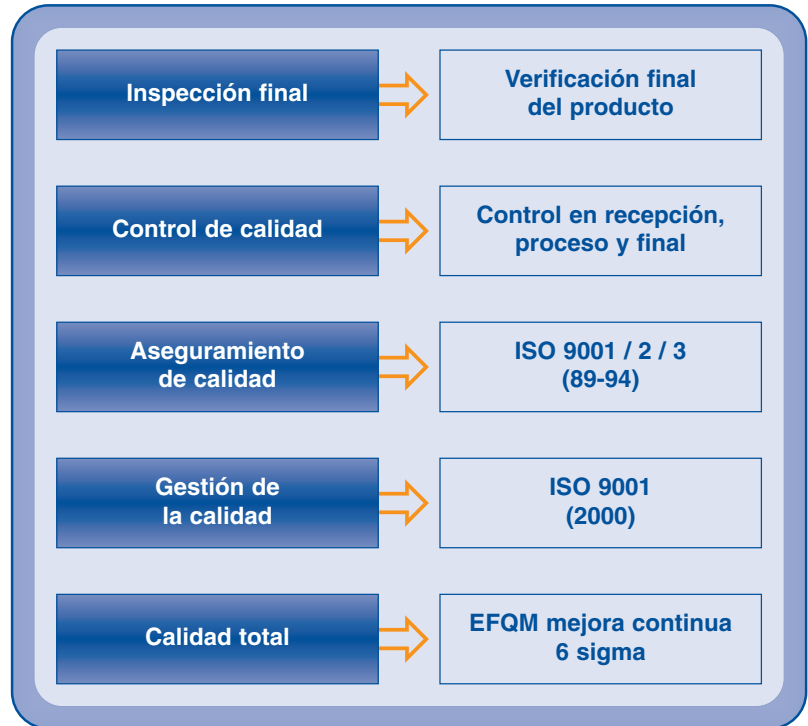 Inspección final
Verificación final
del producto
Control de calidad
Control en recepción,
proceso y final
Aseguramiento
de calidad
ISO 9001 / 2 / 3
(89-94)
Gestión de
la calidad
ISO 9001
(2000)
Calidad total
EFQM mejora continua
6 sigma